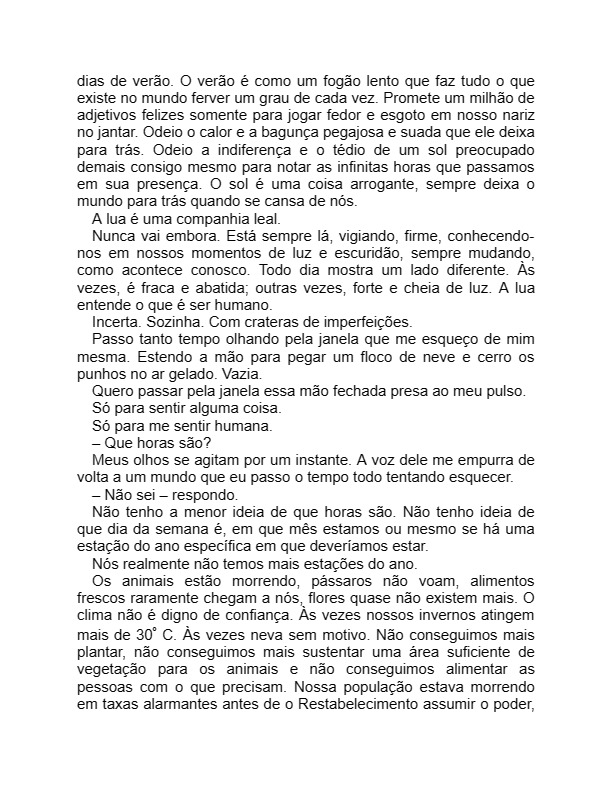 dias de verão. O verão é como um fogão lento que faz tudo o que
existe no mundo ferver um grau de cada vez. Promete um milhão de
adjetivos felizes somente para jogar fedor e esgoto em nosso nariz
no jantar. Odeio o calor e a bagunça pegajosa e suada que ele deixa
para trás. Odeio a indiferença e o tédio de um sol preocupado
demais consigo mesmo para notar as infinitas horas que passamos
em sua presença. O sol é uma coisa arrogante, sempre deixa o
mundo para trás quando se cansa de nós.
A lua é uma companhia leal.
Nunca vai embora. Está sempre lá, vigiando, firme, conhecendo-
nos em nossos momentos de luz e escuridão, sempre mudando,
como acontece conosco. Todo dia mostra um lado diferente. Às
vezes, é fraca e abatida; outras vezes, forte e cheia de luz. A lua
entende o que é ser humano.
Incerta. Sozinha. Com crateras de imperfeições.
Passo tanto tempo olhando pela janela que me esqueço de mim
mesma. Estendo a mão para pegar um floco de neve e cerro os
punhos no ar gelado. Vazia.
Quero passar pela janela essa mão fechada presa ao meu pulso.
Só para sentir alguma coisa.
Só para me sentir humana.
– Que horas são?
Meus olhos se agitam por um instante. A voz dele me empurra de
volta a um mundo que eu passo o tempo todo tentando esquecer.
– Não sei – respondo.
Não tenho a menor ideia de que horas são. Não tenho ideia de
que dia da semana é, em que mês estamos ou mesmo se há uma
estação do ano específica em que deveríamos estar.
Nós realmente não temos mais estações do ano.
Os animais estão morrendo, pássaros não voam, alimentos
frescos raramente chegam a nós, flores quase não existem mais. O
clima não é digno de confiança. Às vezes nossos invernos atingem
mais de 30° C. Às vezes neva sem motivo. Não conseguimos mais
plantar, não conseguimos mais sustentar uma área suficiente de
vegetação para os animais e não conseguimos alimentar as
pessoas com o que precisam. Nossa população estava morrendo
em taxas alarmantes antes de o Restabelecimento assumir o poder,